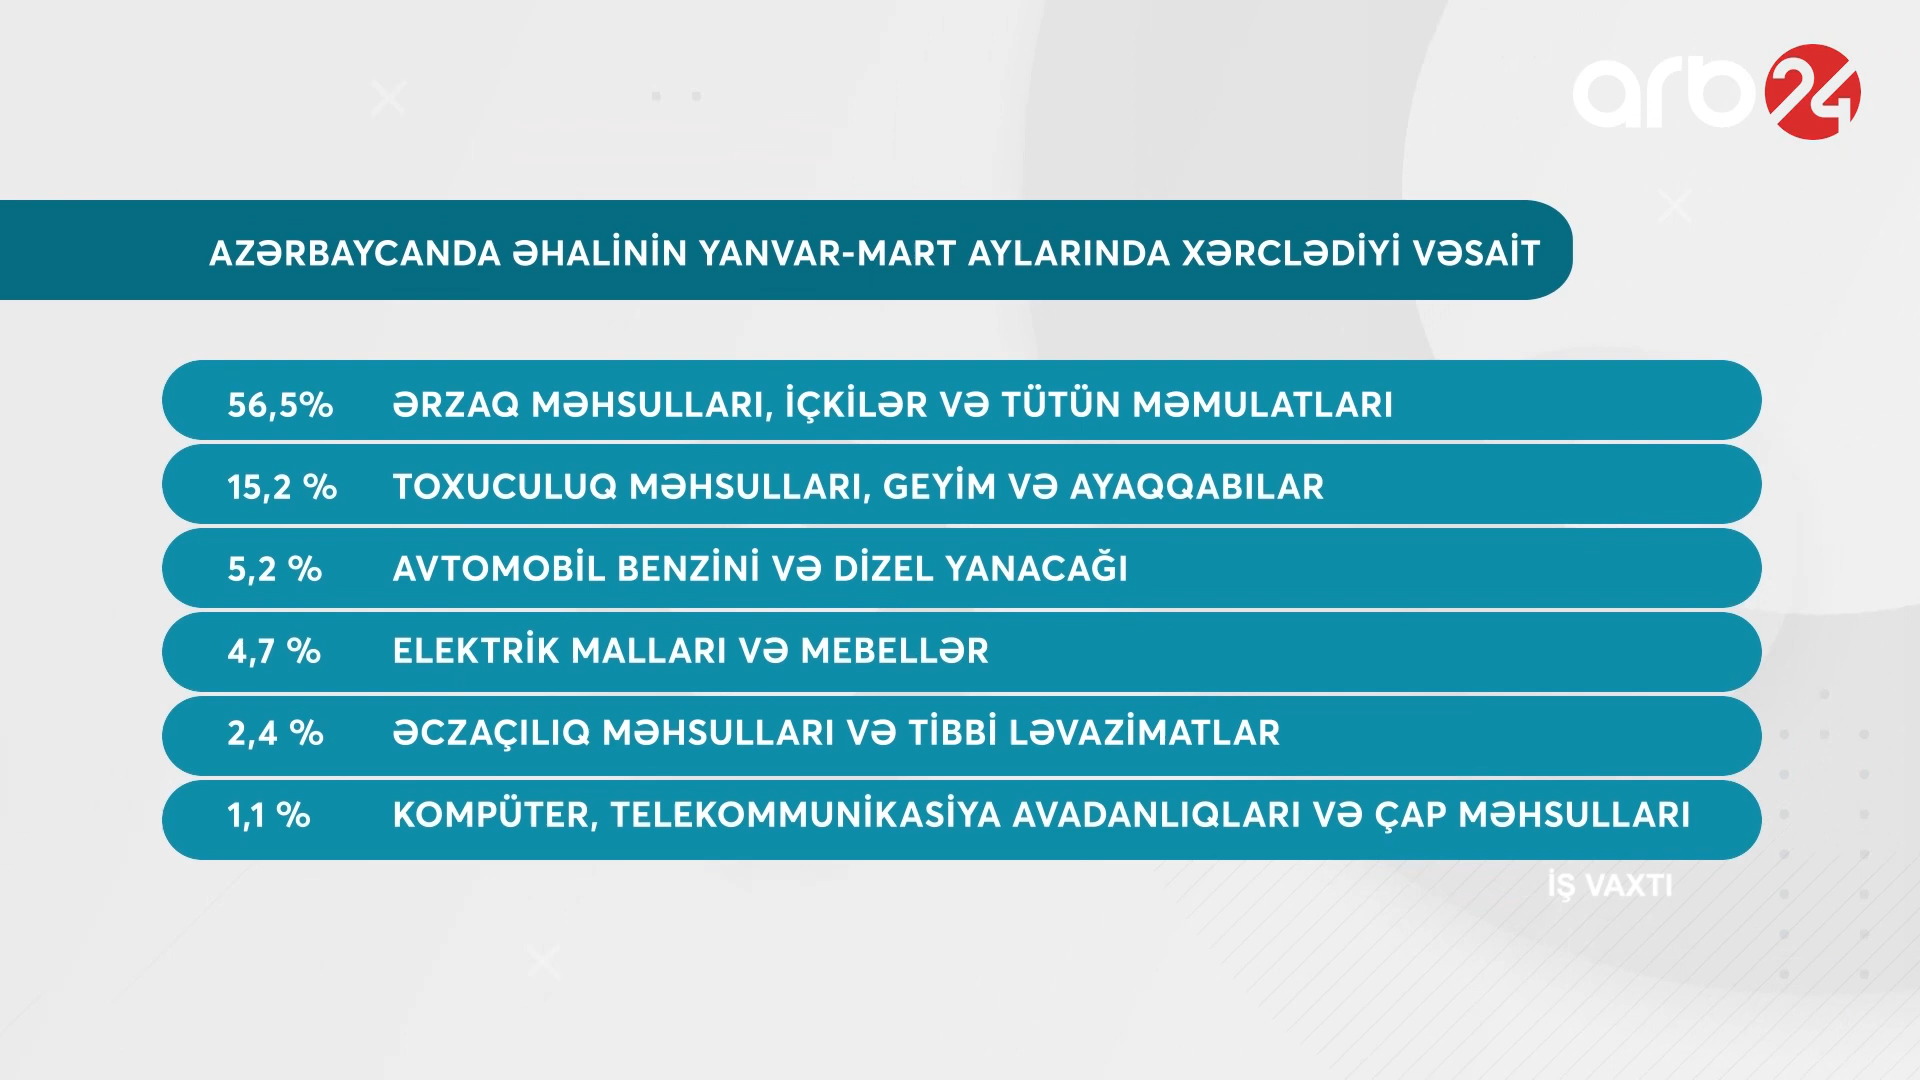 arb24
AZƏRBAYCANDA ƏHALİNİN YANVAR-MART AYLARINDA XƏRCLƏDİYİ VƏSAİT
56,5% ƏRZAQ MƏHSULLARI, İÇKİLƏR VƏ TÜTÜN MƏMULATLARI
15,2 % TOXUCULUQ MƏHSULLARI, GEYİM VƏ AYAQQABILAR
5,2 % AVTOMOBİL BENZİNİ VƏ DİZEL YANACAĞI
4,7 % ELEKTRİK MALLARI VƏ MEBELLƏR
2,4 % ƏCZAÇILIQ MƏHSULLARI VƏ TİBBİ LƏVAZİMATLAR
1,1 % KOMPÜTER, TELEKOMMUNİKASİYA AVADANLIQLARI VƏ ÇAP MƏHSULLARI
İŞ VAXTI